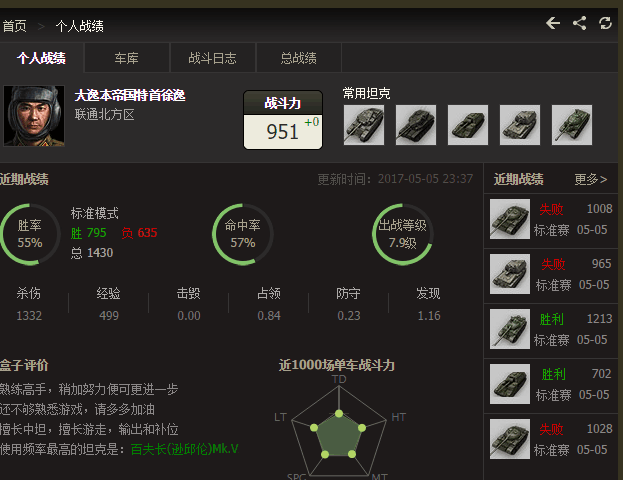 首页 > 个人战绩
个人战绩 车库 战斗日志 总战绩
大逸本帝国特首徐逸
联通北方区
战斗力
951 +0
常用坦克
近期战绩 更新时间：2017-05-05 23:37
胜率
55%
标准模式
胜 795 负 635
总 1430
命中率
57%
出战等级
7.9级
杀伤 经验 击毁 占领 防守 发现
1332 499 0.00 0.84 0.23 1.16
盒子评价
熟练高手，稍加努力便可更进一步
还不够熟悉游戏，请多多加油
擅长中坦，擅长游走，输出和补位
使用频率最高的坦克是：百夫长(逊邱伦)Mk.V
近1000场单车战斗力
TD
LT HT
SPG MT
近期战绩 更多>
失败 1008
标准赛 05-05
失败 965
标准赛 05-05
胜利 1213
标准赛 05-05
胜利 702
标准赛 05-05
失败 1028
标准赛 05-05